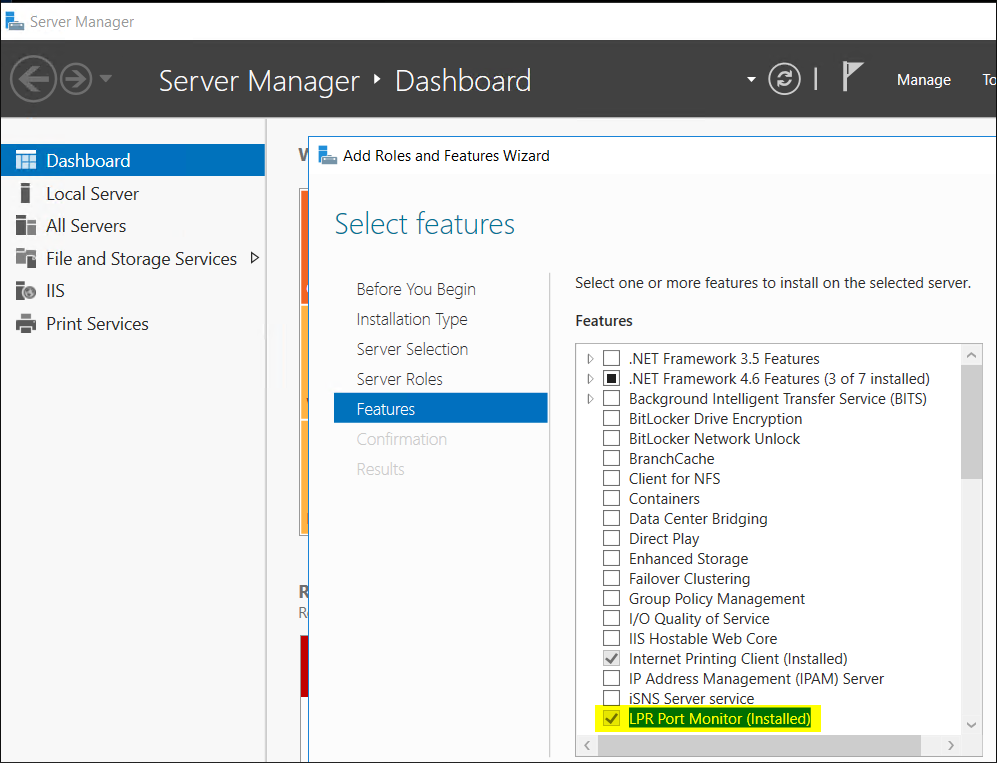 Server Manager
Server Manager ‣ Dashboard
Manage
To
Dashboard
Local Server
All Servers
File and Storage Services
IIS
Print Services
W
R
R
Add Roles and Features Wizard
Select features
Before You Begin
Installation Type
Server Selection
Server Roles
Features
Confirmation
Results
Select one or more features to install on the selected server.
Features
.NET Framework 3.5 Features
.NET Framework 4.6 Features (3 of 7 installed)
Background Intelligent Transfer Service (BITS)
BitLocker Drive Encryption
BitLocker Network Unlock
BranchCache
Client for NFS
Containers
Data Center Bridging
Direct Play
Enhanced Storage
Failover Clustering
Group Policy Management
I/O Quality of Service
IIS Hostable Web Core
Internet Printing Client (Installed)
IP Address Management (IPAM) Server
iSNS Server service
LPR Port Monitor (Installed)